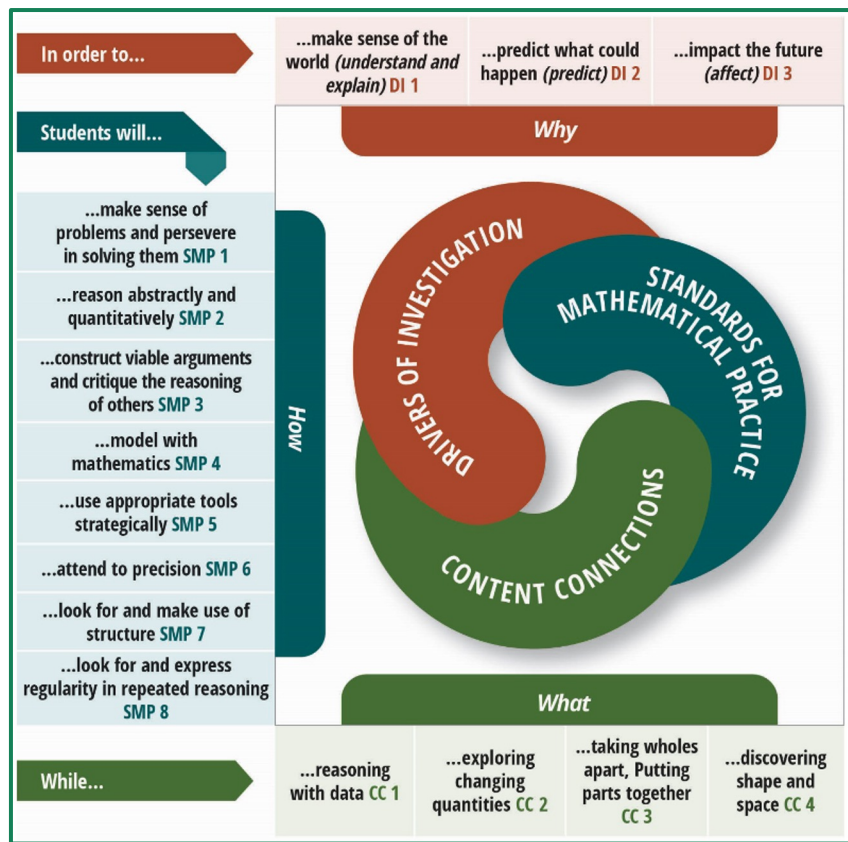 In order to...
...make sense of the
world (understand and
explain) DI 1
...predict what could
happen (predict) DI 2
...impact the future
(affect) DI 3
Students will...
Why
...make sense of
problems and persevere
in solving them SMP 1
...reason abstractly and
quantitatively SMP 2
...construct viable arguments
and critique the reasoning
of others SMP 3
...model with
mathematics SMP 4
...use appropriate tools
strategically SMP 5
...attend to precision SMP 6
...look for and make use of
structure SMP 7
...look for and express
regularity in repeated reasoning
SMP 8
How
DRIVERS OF INVESTIGATION
STANDARDS FOR
MATHEMATICAL PRACTICE
CONTENT CONNECTIONS
What
While...
...reasoning
with data CC 1
...exploring
changing
quantities CC 2
...taking wholes
apart, Putting
parts together
CC 3
...discovering
shape and
space CC 4